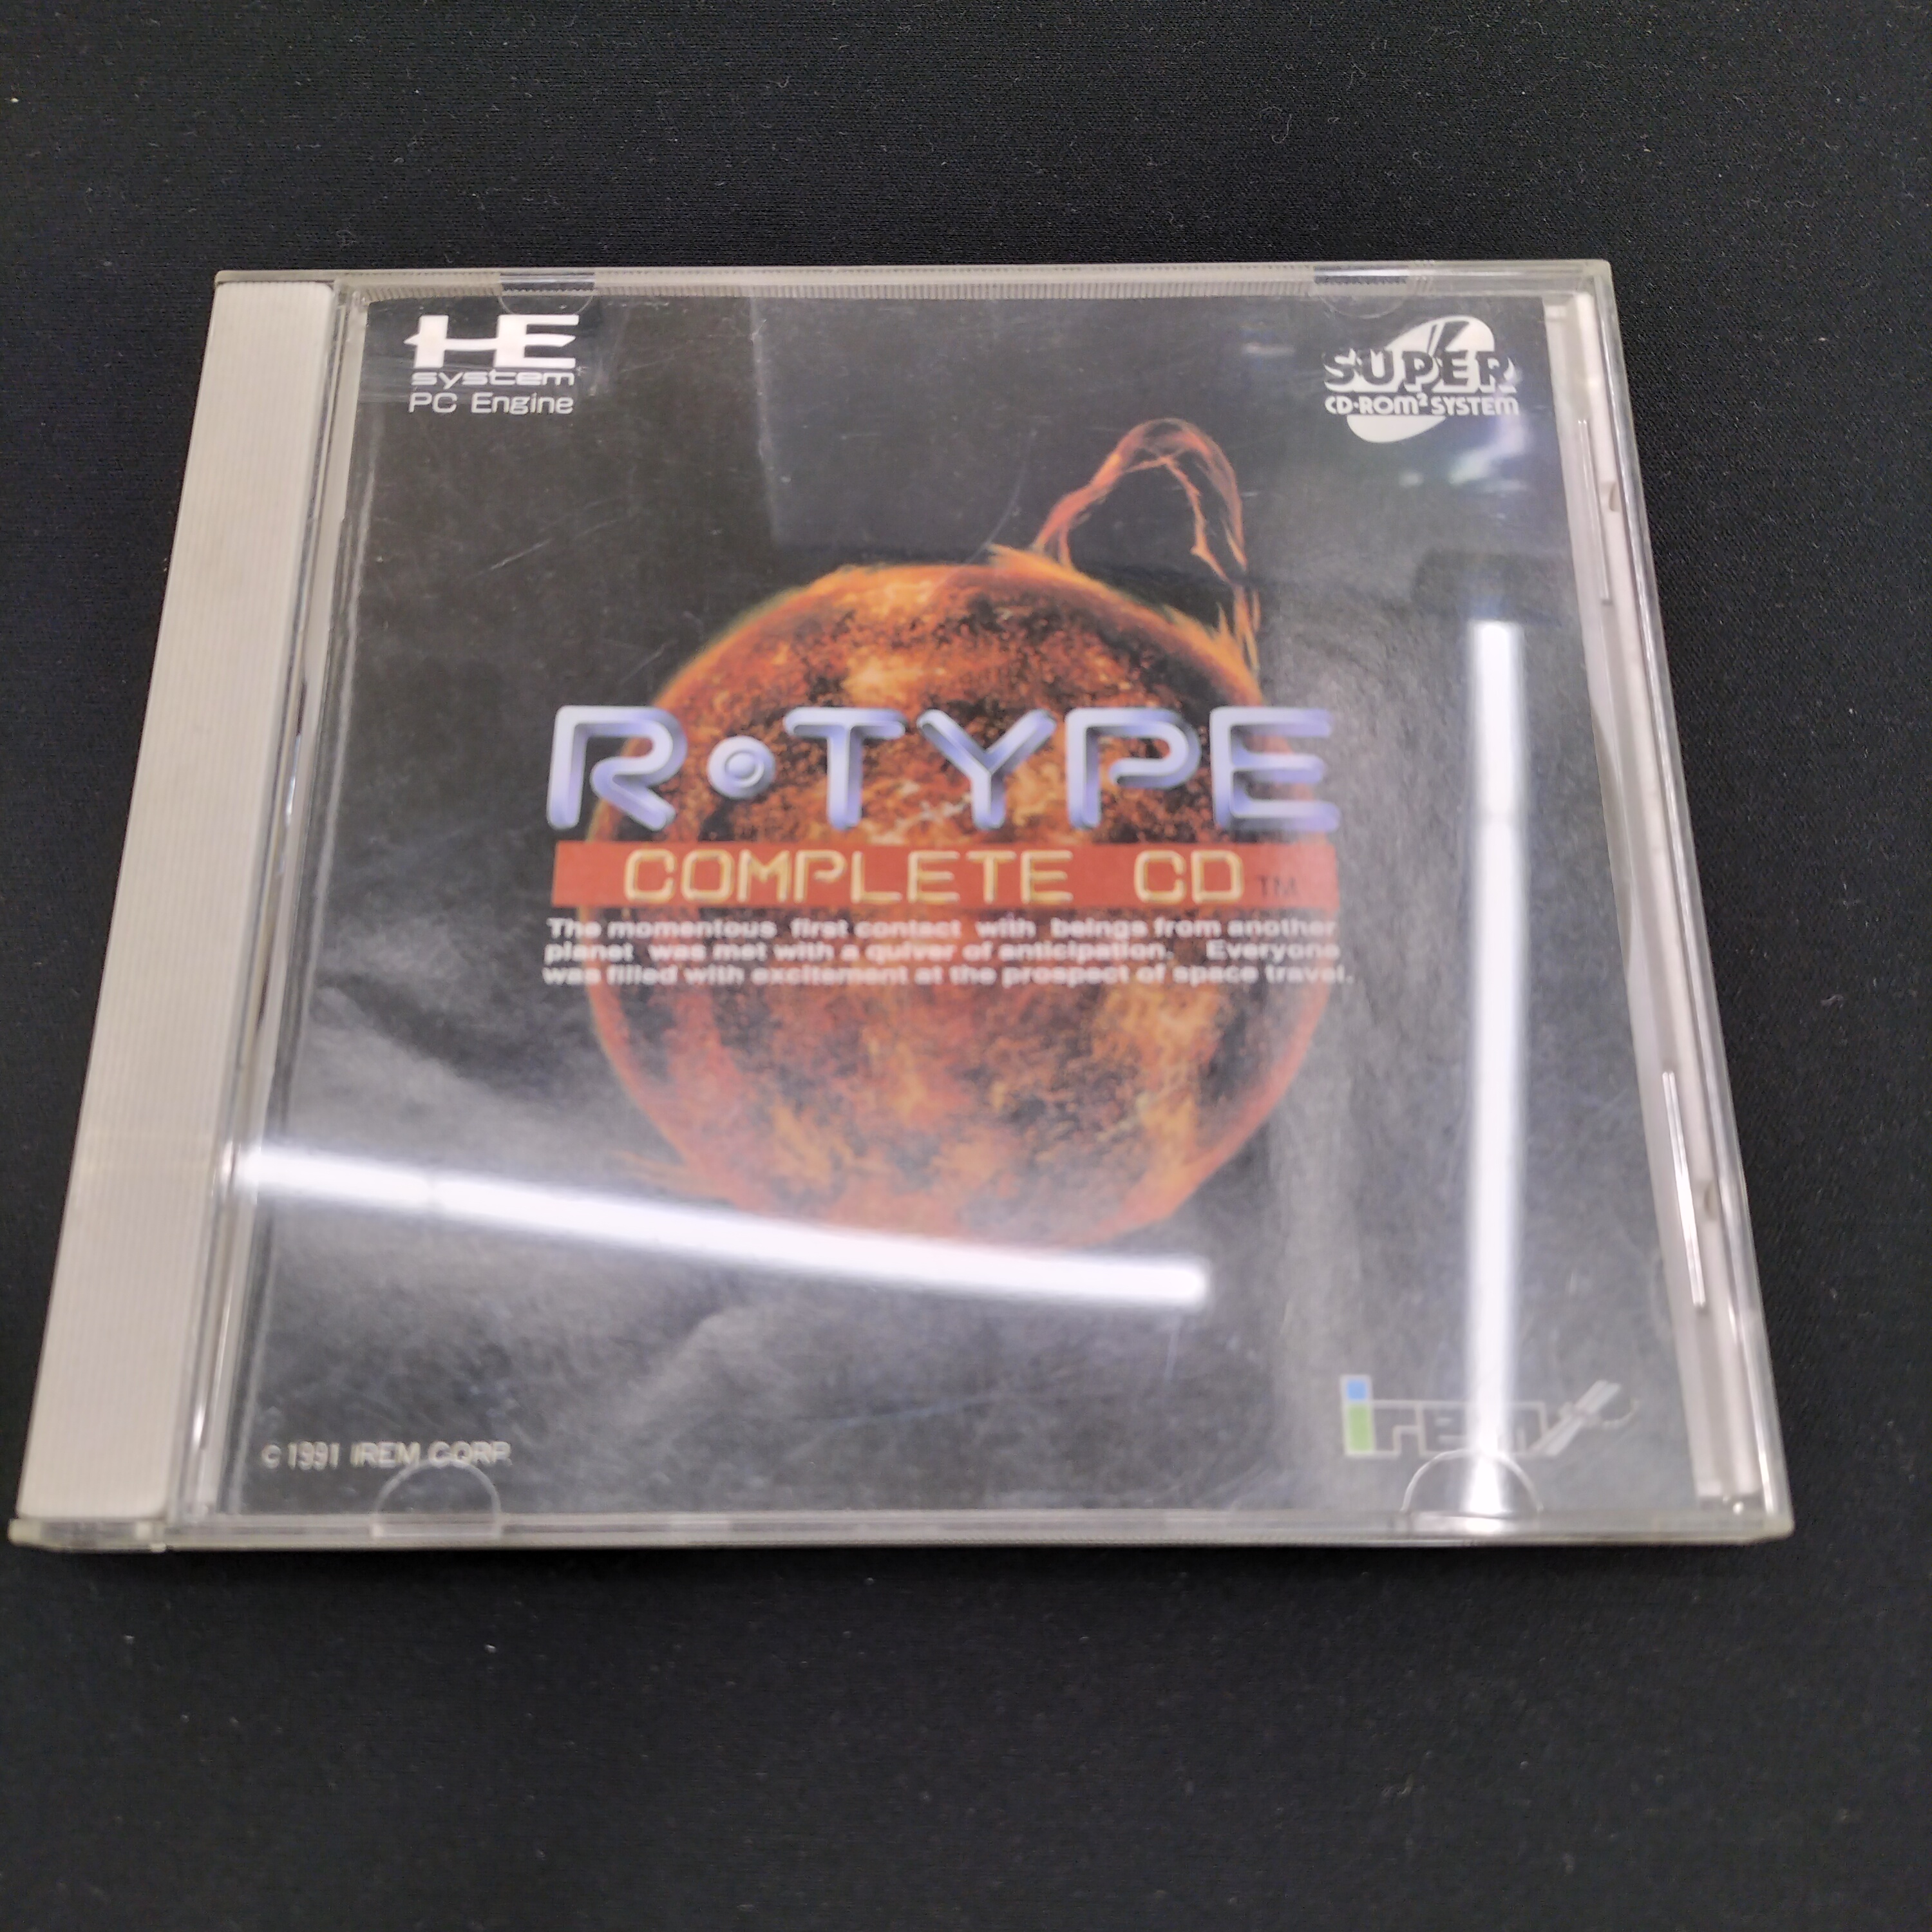 HE
system
PC Engine
SUPER
CD-ROM² SYSTEM
R•TYPE
COMPLETE CD TM
The momentous first contact with beings from another
planet was met with a quiver of anticipation. Everyone
was filled with excitement at the prospect of space travel.
© 1991 IREM CORP.
irem